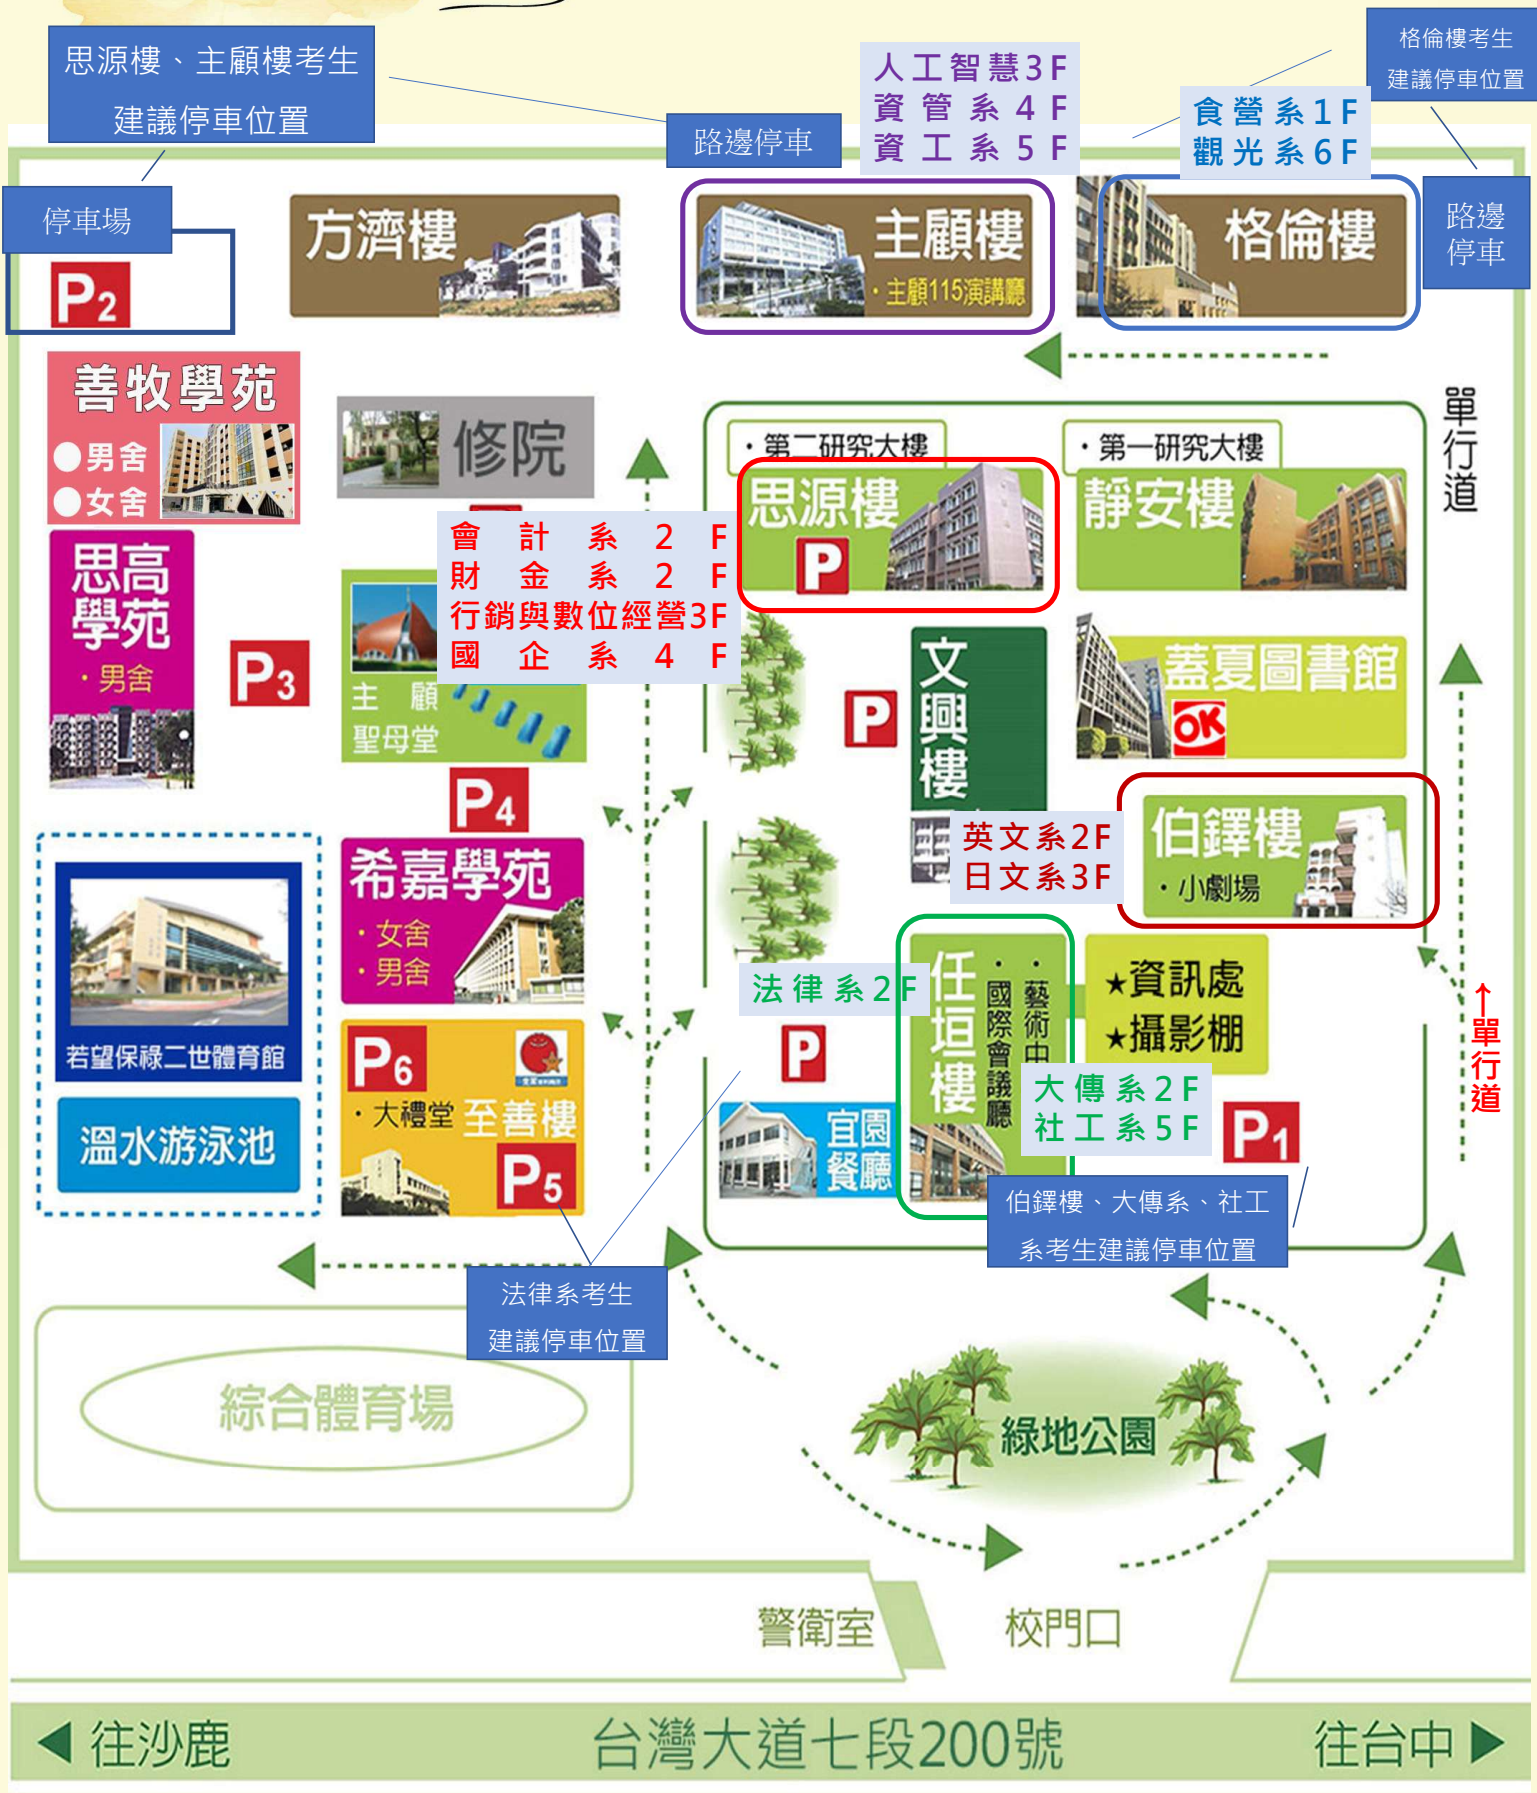 思源樓、主顧樓考生
建議停車位置
格倫樓考生
建議停車位置
人工智慧3F
資管系4F
資工系5F
食營系1F
觀光系6F
路邊停車
停車場
路邊
停車
P2
方濟樓
主顧樓
・主顧115演講廳
格倫樓
善牧學苑
●男舍
●女舍
修院
・第二研究大樓
思源樓
P
・第一研究大樓
靜安樓
單行道
會計系2F
財金系2F
行銷與數位經營3F
國企系4F
思高
學苑
・男舍
P3
主顧
聖母堂
P
文興樓
蓋夏圖書館
OK
P4
希嘉學苑
・女舍
・男舍
英文系2F
日文系3F
伯鐸樓
・小劇場
若望保祿二世體育館
溫水游泳池
法律系2F
P
任垣樓
・國際會議廳
・藝術中
★資訊處
★攝影棚
↑單行道
大傳系2F
社工系5F
P1
P6
・大禮堂
至善樓
P5
宜園
餐廳
伯鐸樓、大傳系、社工
系考生建議停車位置
法律系考生
建議停車位置
綜合體育場
綠地公園
警衛室
校門口
◀往沙鹿
台灣大道七段200號
往台中▶